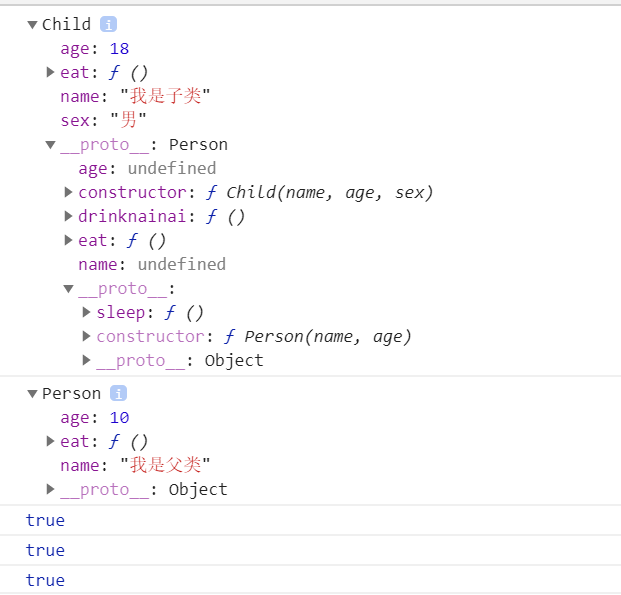 ▼Child i
age: 18
▶eat: ƒ ()
name: "我是子类"
sex: "男"
▼__proto__: Person
age: undefined
▶constructor: ƒ Child(name, age, sex)
▶drinknainai: ƒ ()
▶eat: ƒ ()
name: undefined
▼__proto__:
▶sleep: ƒ ()
▶constructor: ƒ Person(name, age)
▶__proto__: Object
▼Person i
age: 10
▶eat: ƒ ()
name: "我是父类"
▶__proto__: Object
true
true
true